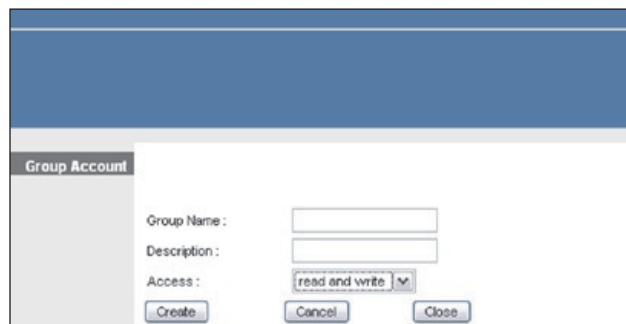 Group Account
Group Name :
Description :
Access : read and write
Create Cancel Close